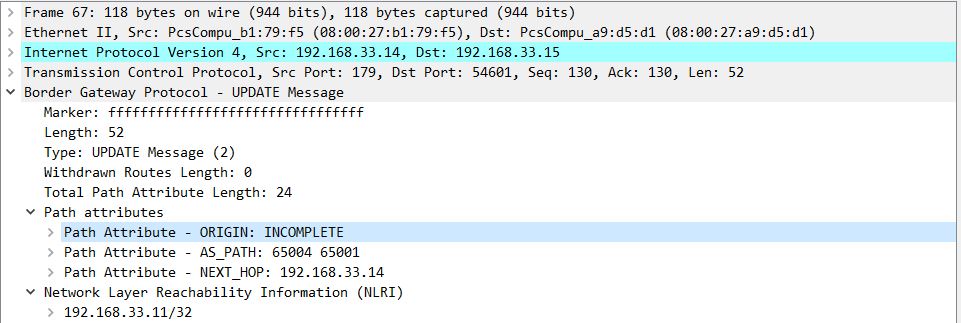 Frame 67: 118 bytes on wire (944 bits), 118 bytes captured (944 bits)
Ethernet II, Src: PcsCompu_b1:79:f5 (08:00:27:b1:79:f5), Dst: PcsCompu_a9:d5:d1 (08:00:27:a9:d5:d1)
Internet Protocol Version 4, Src: 192.168.33.14, Dst: 192.168.33.15
Transmission Control Protocol, Src Port: 179, Dst Port: 54601, Seq: 130, Ack: 130, Len: 52
Border Gateway Protocol - UPDATE Message
Marker: ffffffffffffffffffffffffffffffff
Length: 52
Type: UPDATE Message (2)
Withdrawn Routes Length: 0
Total Path Attribute Length: 24
Path attributes
Path Attribute - ORIGIN: INCOMPLETE
Path Attribute - AS_PATH: 65004 65001
Path Attribute - NEXT_HOP: 192.168.33.14
Network Layer Reachability Information (NLRI)
192.168.33.11/32